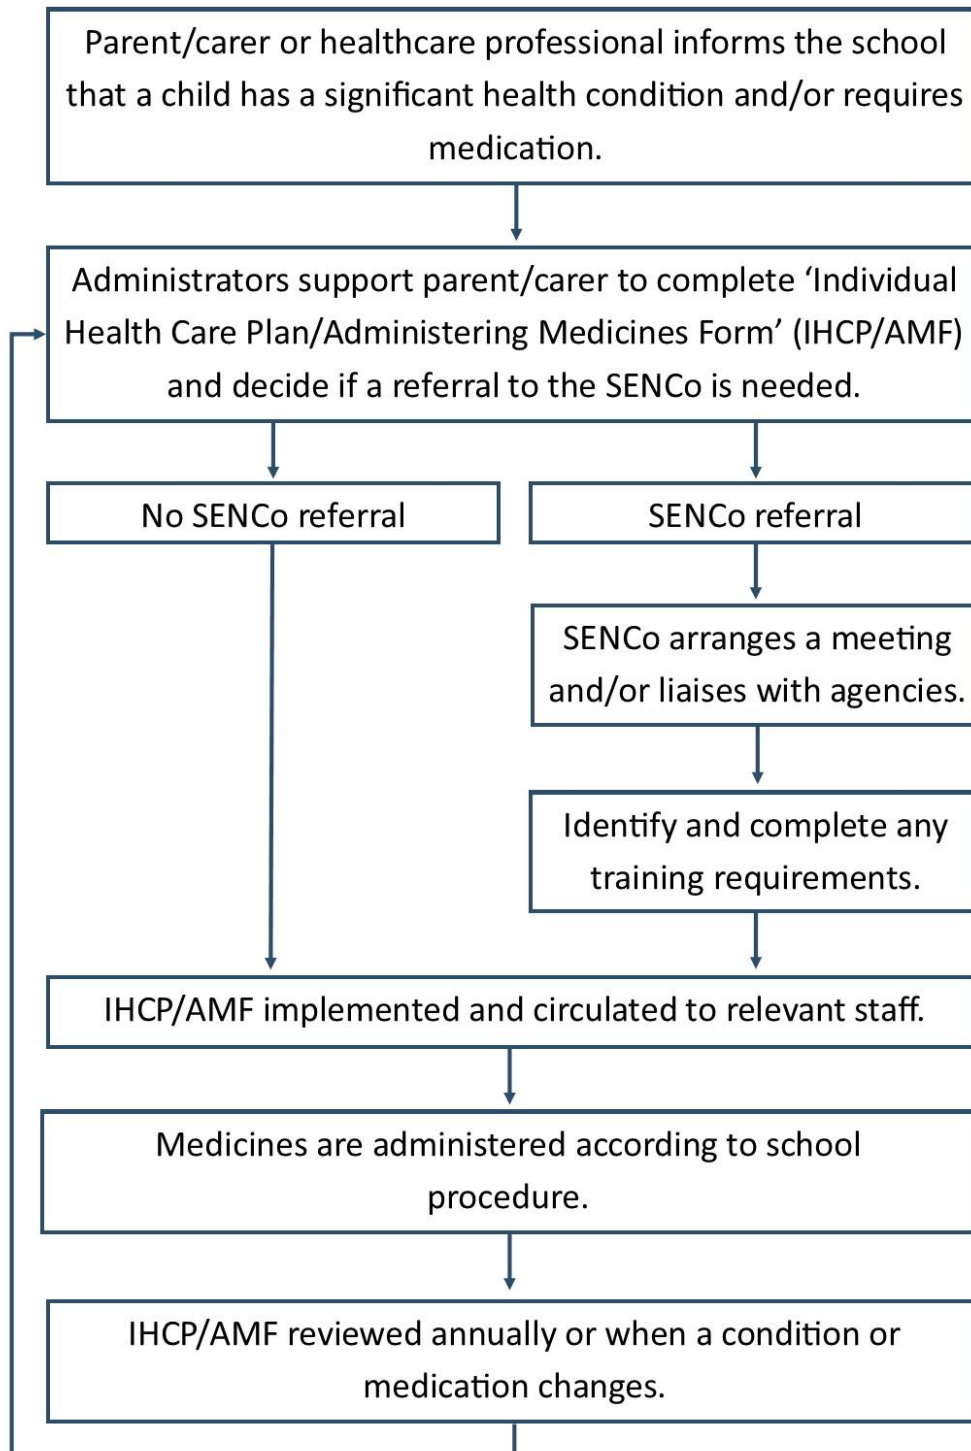 Parent/carer or healthcare professional informs the school
that a child has a significant health condition and/or requires
medication.
Administrators support parent/carer to complete ‘Individual
Health Care Plan/Administering Medicines Form’ (IHCP/AMF)
and decide if a referral to the SENCo is needed.
No SENCo referral
SENCo referral
SENCo arranges a meeting
and/or liaises with agencies.
Identify and complete any
training requirements.
IHCP/AMF implemented and circulated to relevant staff.
Medicines are administered according to school
procedure.
IHCP/AMF reviewed annually or when a condition or
medication changes.